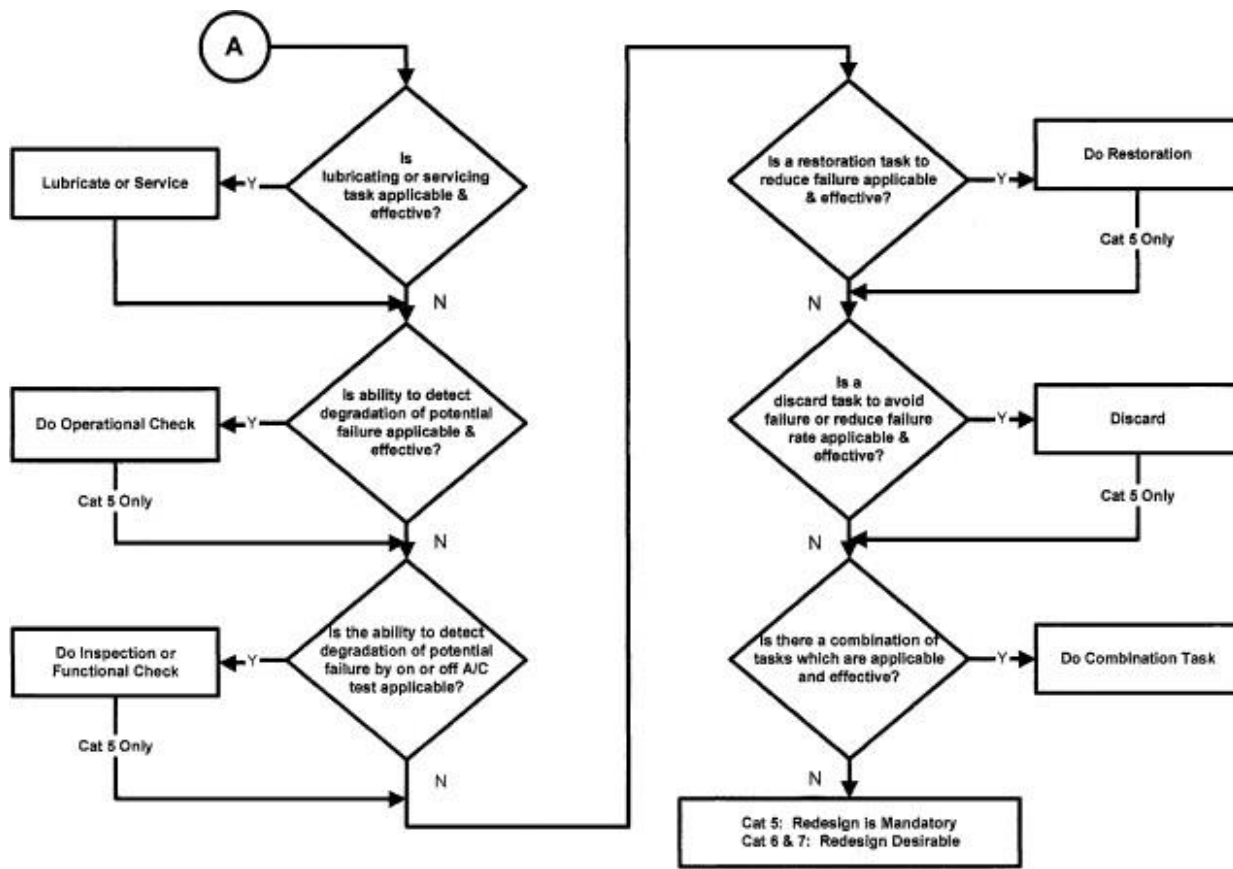 A
Is
lubricating or servicing
task applicable &
effective?
Y
Lubricate or Service
N
Is ability to detect
degradation of potential
failure applicable &
effective?
Y
Do Operational Check
Cat 5 Only
N
Is the ability to detect
degradation of potential
failure by on or off A/C
test applicable?
Y
Do Inspection or
Functional Check
Cat 5 Only
N
Is a restoration task to
reduce failure applicable
& effective?
Y
Do Restoration
Cat 5 Only
N
Is a
discard task to avoid
failure or reduce failure
rate applicable &
effective?
Y
Discard
Cat 5 Only
N
Is there a combination of
tasks which are applicable
and effective?
Y
Do Combination Task
N
Cat 5: Redesign is Mandatory
Cat 6 & 7: Redesign Desirable